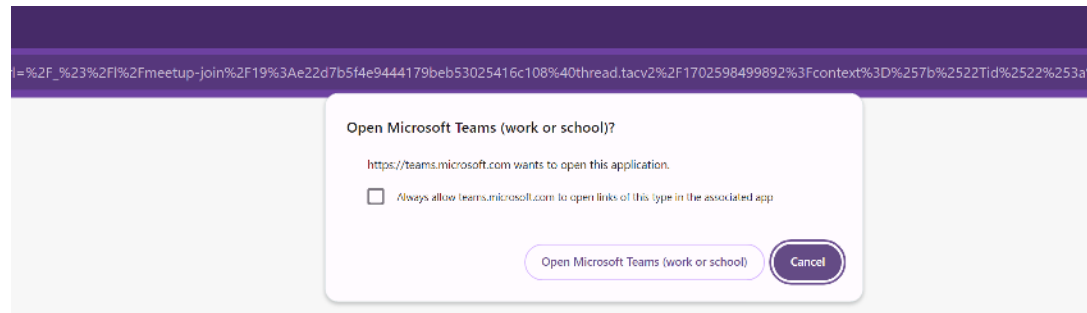 l=%2F_%23%2Fl%2Fmeetup-join%2F19%3Ae22d7b5f4e9444179beb53025416c108%40thread.tacv2%2F1702598499892%3Fcontext%3D%257b%2522Tid%2522%253a
Open Microsoft Teams (work or school)?
https://teams.microsoft.com wants to open this application.
Always allow teams.microsoft.com to open links of this type in the associated app
Open Microsoft Teams (work or school)
Cancel